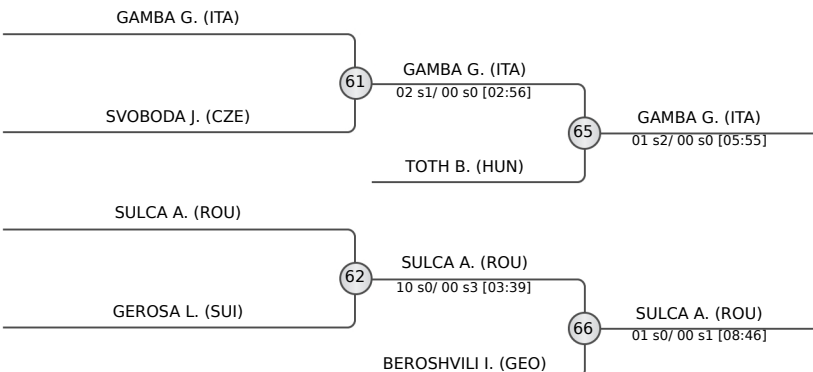 GAMBA G. (ITA)
61
GAMBA G. (ITA)
02 s1/ 00 s0 [02:56]
SVOBODA J. (CZE)
65
GAMBA G. (ITA)
01 s2/ 00 s0 [05:55]
TOTH B. (HUN)
SULCA A. (ROU)
62
SULCA A. (ROU)
10 s0/ 00 s3 [03:39]
GEROSA L. (SUI)
66
SULCA A. (ROU)
01 s0/ 00 s1 [08:46]
BEROSHVILI I. (GEO)